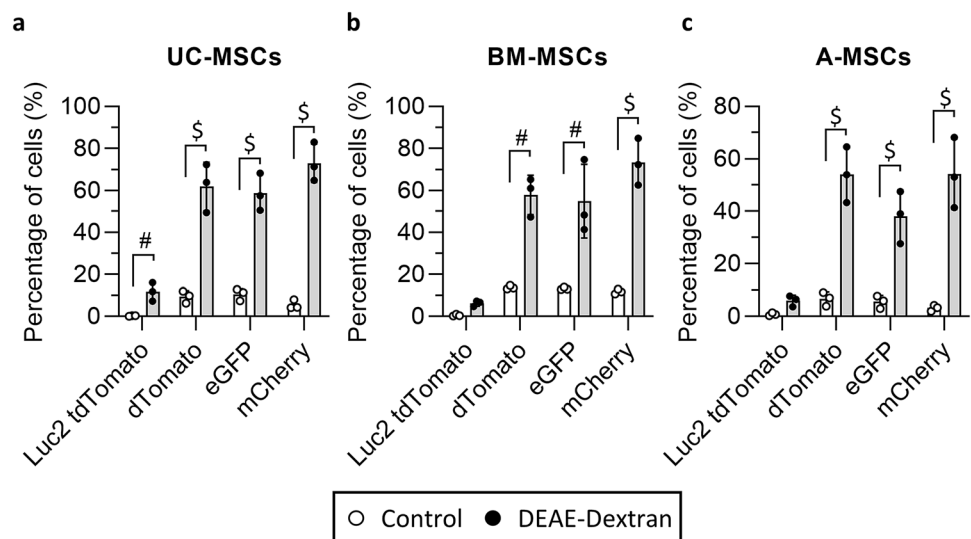 a
UC-MSCs
Percentage of cells (%)
100
80
60
40
20
0
#
$
$
$
Luc2 tdTomato
dTomato
eGFP
mCherry
b
BM-MSCs
Percentage of cells (%)
100
80
60
40
20
0
#
#
$
Luc2 tdTomato
dTomato
eGFP
mCherry
c
A-MSCs
Percentage of cells (%)
80
60
40
20
0
$
$
$
Luc2 tdTomato
dTomato
eGFP
mCherry
Control
DEAE-Dextran